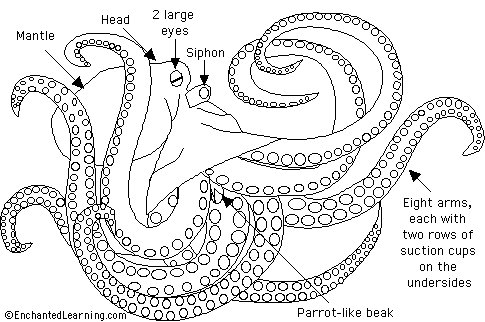 Mantle
Head
2 large
eyes
Siphon
Eight arms,
each with
two rows of
suction cups
on the
undersides
Parrot-like beak
©EnchantedLearning.com